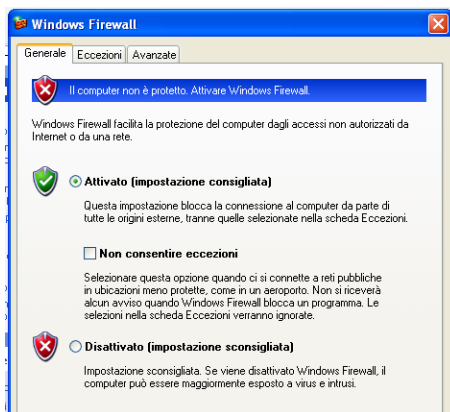 Windows Firewall
Generale Eccezioni Avanzate
Il computer non è protetto. Attivare Windows Firewall.
Windows Firewall facilita la protezione del computer dagli accessi non autorizzati da
Internet o da una rete.
Attivato (impostazione consigliata)
Questa impostazione blocca la connessione al computer da parte di
tutte le origini esterne, tranne quelle selezionate nella scheda Eccezioni.
Non consentire eccezioni
Selezionare questa opzione quando ci si connette a reti pubbliche
in ubicazioni meno protette, come in un aeroporto. Non si riceverà
alcun avviso quando Windows Firewall blocca un programma. Le
selezioni nella scheda Eccezioni verranno ignorate.
Disattivato (impostazione sconsigliata)
Impostazione sconsigliata. Se viene disattivato Windows Firewall, il
computer può essere maggiormente esposto a virus e intrusi.